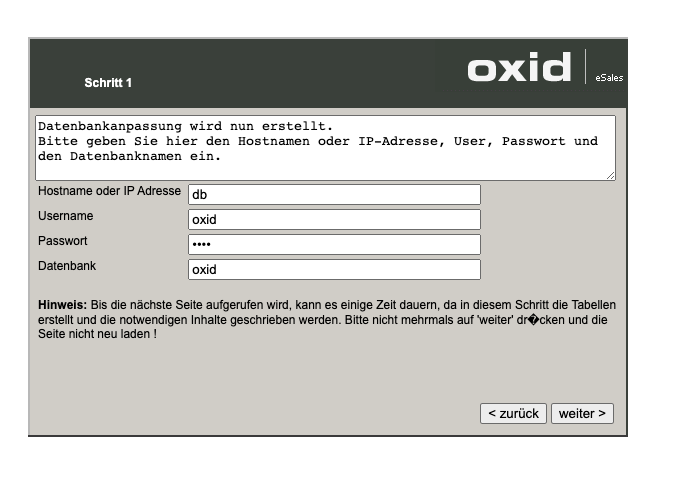 Schritt 1
oxid
eSales
Datenbankanpassung wird nun erstellt.
Bitte geben Sie hier den Hostnamen oder IP-Adresse, User, Passwort und
den Datenbanknamen ein.
Hostname oder IP Adresse
db
Username
oxid
Passwort
••••
Datenbank
oxid
Hinweis: Bis die nächste Seite aufgerufen wird, kann es einige Zeit dauern, da in diesem Schritt die Tabellen
erstellt und die notwendigen Inhalte geschrieben werden. Bitte nicht mehrmals auf 'weiter' dr�cken und die
Seite nicht neu laden !
< zurück
weiter >